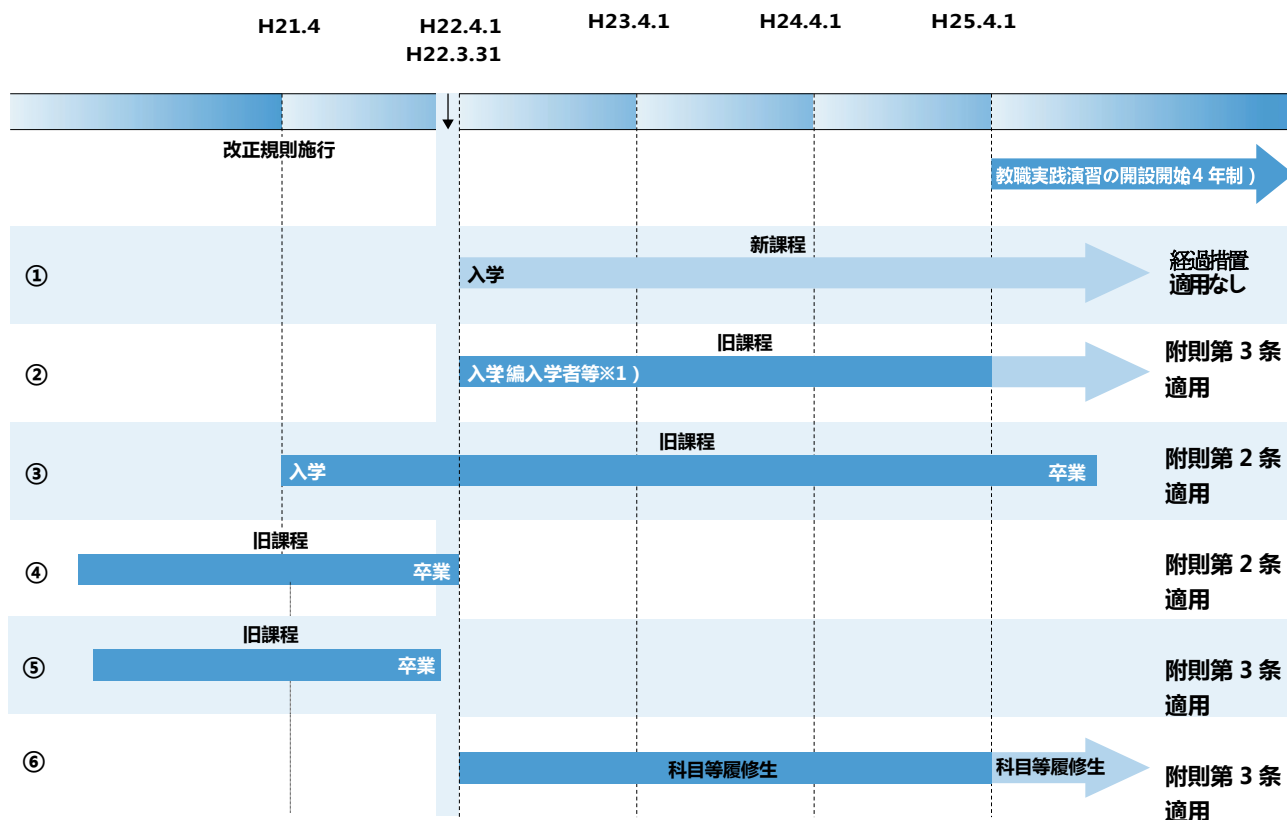 H21.4
H22.4.1
H22.3.31
H23.4.1
H24.4.1
H25.4.1
改正規則施行
教職実践演習の開設開始4年制）
①
新課程
入学
経過措置
適用なし
②
旧課程
入学編入学者等※1）
附則第3条
適用
③
旧課程
入学
卒業
附則第2条
適用
④
旧課程
卒業
附則第2条
適用
⑤
旧課程
卒業
附則第3条
適用
⑥
科目等履修生
科目等履修生
附則第3条
適用